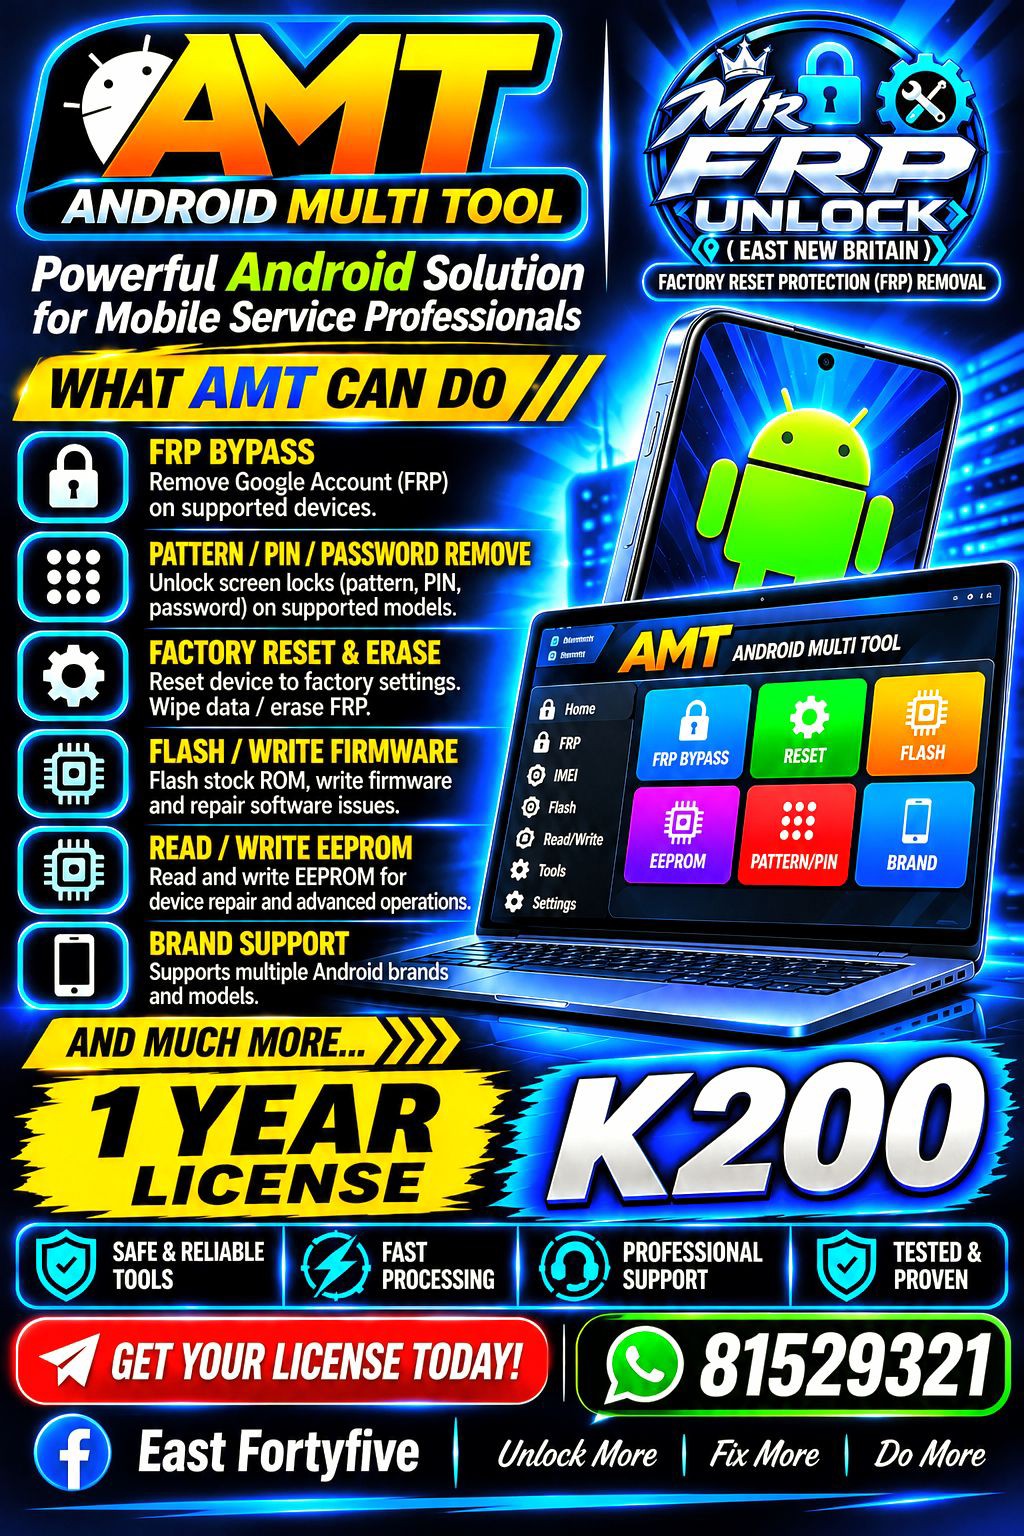 AMT
ANDROID MULTI TOOL
Powerful Android Solution
for Mobile Service Professionals
MR
FRP
UNLOCK
( EAST NEW BRITAIN )
FACTORY RESET PROTECTION (FRP) REMOVAL
WHAT AMT CAN DO
FRP BYPASS
Remove Google Account (FRP)
on supported devices.
PATTERN / PIN / PASSWORD REMOVE
Unlock screen locks (pattern, PIN,
password) on supported models.
FACTORY RESET & ERASE
Reset device to factory settings.
Wipe data / erase FRP.
FLASH / WRITE FIRMWARE
Flash stock ROM, write firmware
and repair software issues.
READ / WRITE EEPROM
Read and write EEPROM for
device repair and advanced operations.
BRAND SUPPORT
Supports multiple Android brands
and models.
AMT ANDROID MULTI TOOL
Home
FRP
IMEI
Flash
Read/Write
Tools
Settings
FRP BYPASS
RESET
FLASH
EEPROM
PATTERN/PIN
BRAND
AND MUCH MORE...
1 YEAR
LICENSE
K200
SAFE & RELIABLE
TOOLS
FAST
PROCESSING
PROFESSIONAL
SUPPORT
TESTED &
PROVEN
GET YOUR LICENSE TODAY!
81529321
East Fortyfive
Unlock More
Fix More
Do More